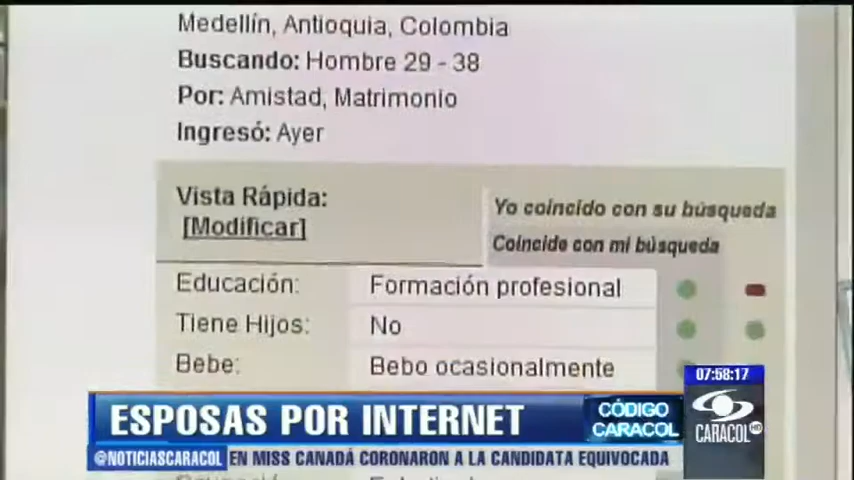 Medellín, Antioquia, Colombia
Buscando: Hombre 29 - 38
Por: Amistad, Matrimonio
Ingresó: Ayer
Vista Rápida:
[Modificar]
Yo coincido con su búsqueda
Coincide con mi búsqueda
Educación: Formación profesional
Tiene Hijos: No
Bebe: Bebo ocasionalmente
07:58:17
ESPOSAS POR INTERNET
CÓDIGO
CARACOL
CARACOL HD
@NOTICIASCARACOL EN MISS CANADÁ CORONARON A LA CANDIDATA EQUIVOCADA